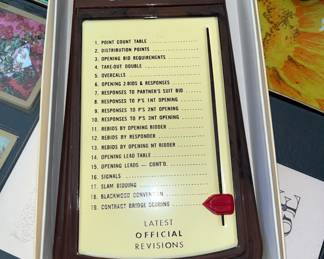 1. POINT COUNT TABLE
2. DISTRIBUTION POINTS
3. OPENING BID REQUIREMENTS
4. TAKE-OUT DOUBLE
5. OVERCALLS
6. OPENING 2 BIDS & RESPONSES
7. RESPONSES TO PARTNER'S SUIT BID
8. RESPONSES TO P'S 1NT OPENING
9. RESPONSES TO P'S 2NT OPENING
10. RESPONSES TO P'S 3NT OPENING
11. REBIDS BY OPENING BIDDER
12. REBIDS BY RESPONDER
13. REBIDS BY OPENING NT BIDDER
14. OPENING LEAD TABLE
15. OPENING LEADS — CONT'D.
16. SIGNALS
17. SLAM BIDDING
18. BLACKWOOD CONVENTION
19. CONTRACT BRIDGE SCORING
LATEST
OFFICIAL
REVISIONS